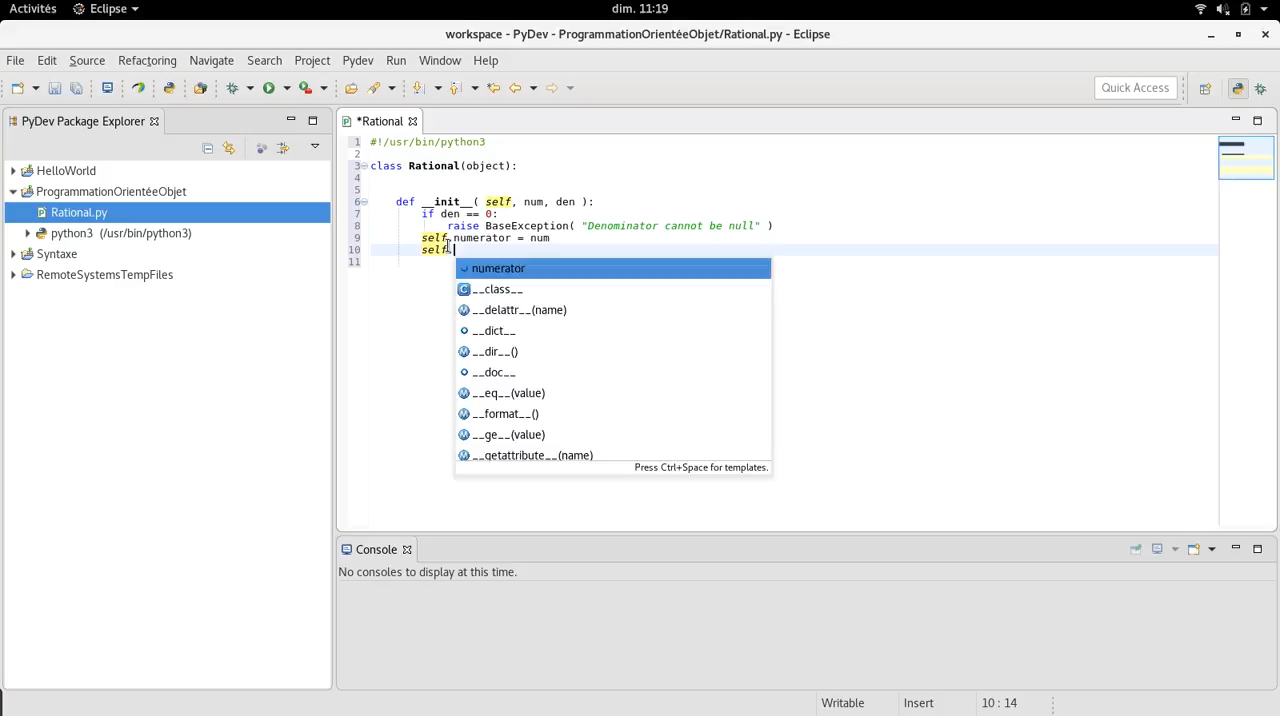 Activités Eclipse dim. 11:19
workspace - PyDev - ProgrammationOrientéeObjet/Rational.py - Eclipse
File Edit Source Refactoring Navigate Search Project Pydev Run Window Help
Quick Access
PyDev Package Explorer
HelloWorld
ProgrammationOrientéeObjet
Rational.py
python3 (/usr/bin/python3)
Syntaxe
RemoteSystemsTempFiles
*Rational
1 #!/usr/bin/python3
2
3 class Rational(object):
4
5
6 def __init__( self, num, den ):
7 if den == 0:
8 raise BaseException( "Denominator cannot be null" )
9 self.numerator = num
10 self.
11
numerator
__class__
__delattr__(name)
__dict__
__dir__()
__doc__
__eq__(value)
__format__()
__ge__(value)
__getattribute__(name)
Press Ctrl+Space for templates.
Console
No consoles to display at this time.
Writable Insert 10 : 14